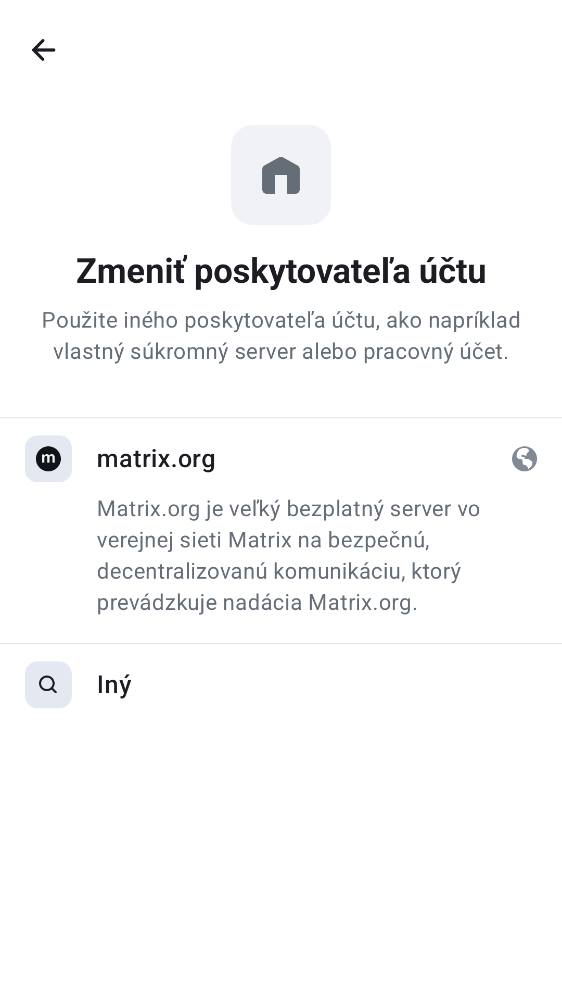 Zmeniť poskytovateľa účtu
Použite iného poskytovateľa účtu, ako napríklad
vlastný súkromný server alebo pracovný účet.
m
matrix.org
Matrix.org je veľký bezplatný server vo
verejnej sieti Matrix na bezpečnú,
decentralizovanú komunikáciu, ktorý
prevádzkuje nadácia Matrix.org.
Iný